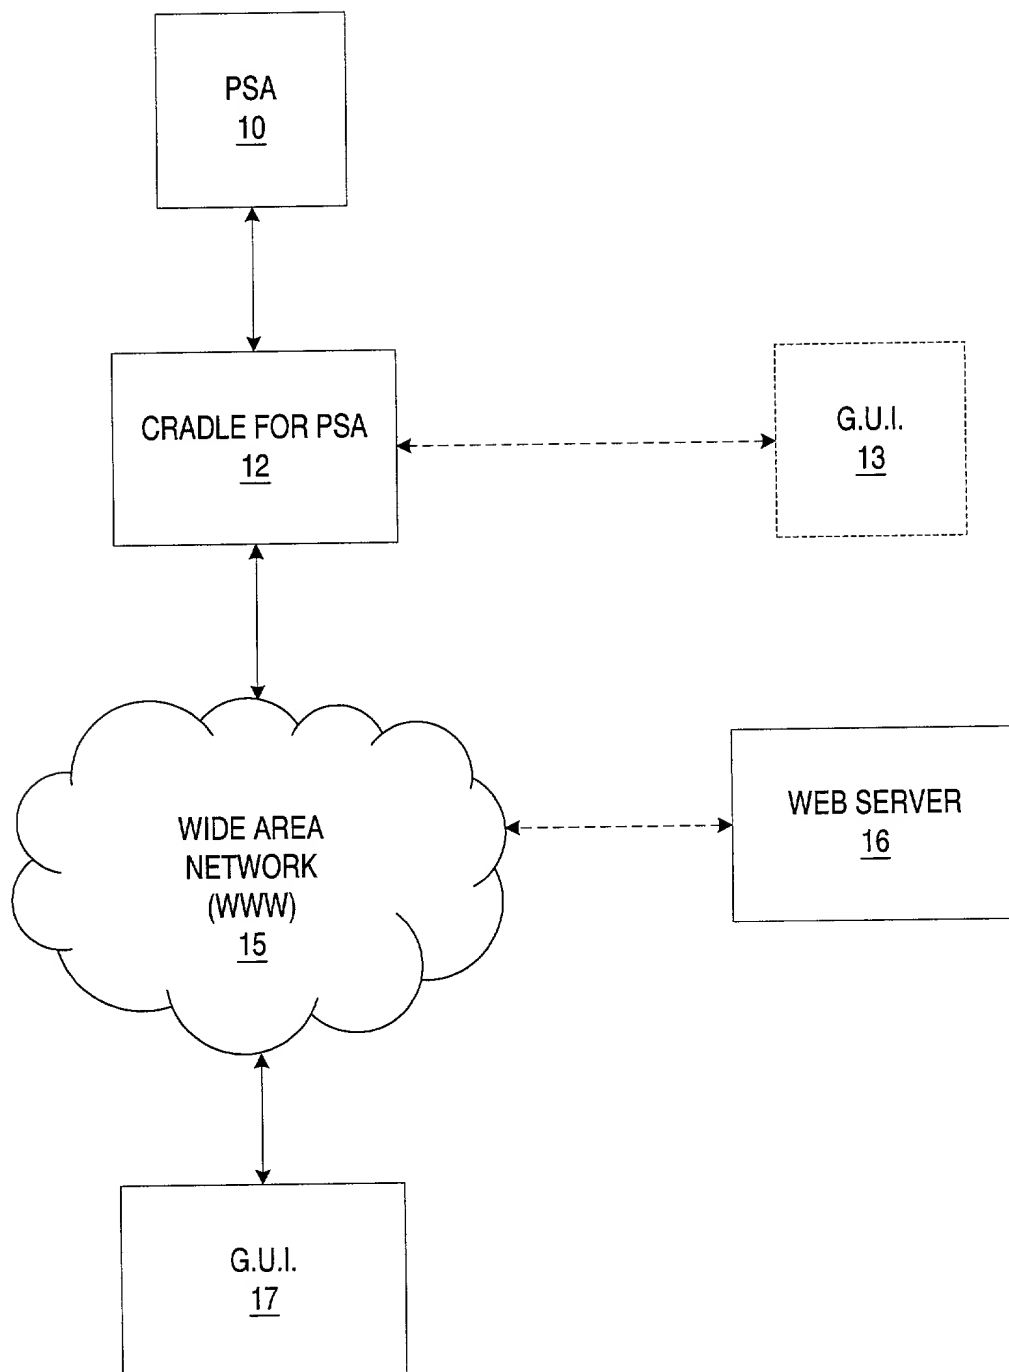 PSA
10
CRADLE FOR PSA
12
G.U.I.
13
WIDE AREA
NETWORK
(WWW)
15
WEB SERVER
16
G.U.I.
17